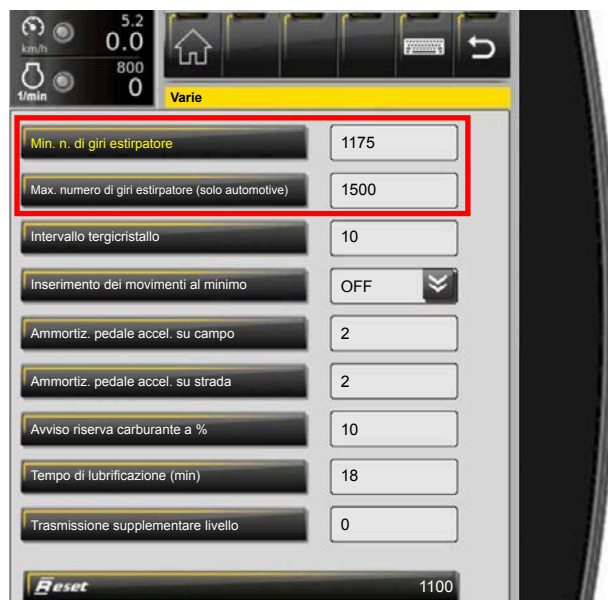 5.2
km/h 0.0
800
1/min 0
Varie
Min. n. di giri estirpatore 1175
Max. numero di giri estirpatore (solo automotive) 1500
Intervallo tergicristallo 10
Inserimento dei movimenti al minimo OFF
Ammortiz. pedale accel. su campo 2
Ammortiz. pedale accel. su strada 2
Avviso riserva carburante a % 10
Tempo di lubrificazione (min) 18
Trasmissione supplementare livello 0
Reset 1100